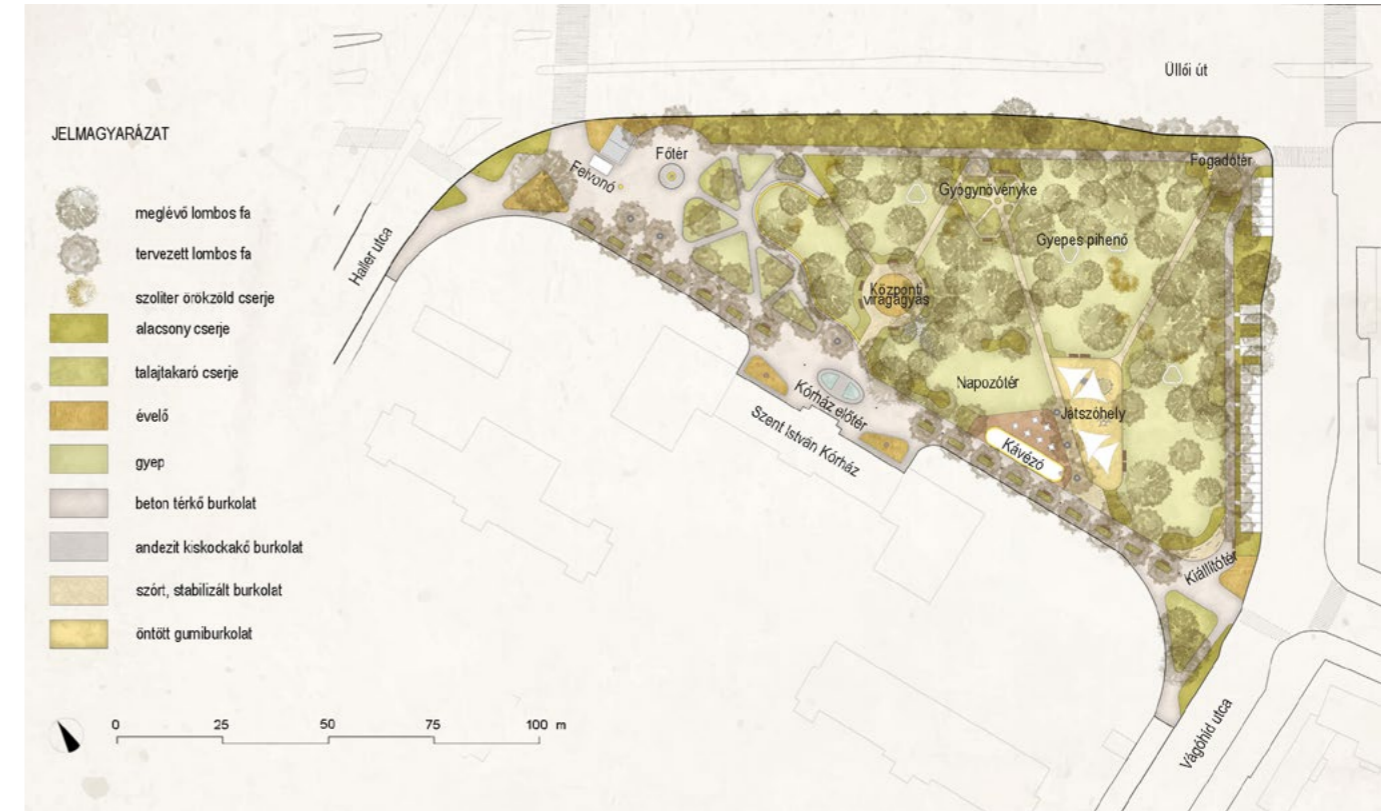 JELMAGYARÁZAT
meglévő lombos fa
tervezett lombos fa
szoliter örökzöld cserje
alacsony cserje
talajtakaró cserje
évelő
gyep
beton térkő burkolat
andezit kiskockakő burkolat
szórt, stabilizált burkolat
öntött gumiburkolat
0 25 50 75 100 m
Üllői út
Haller utca
Felvonó
Főtér
Fogadótér
Gyógynövényke
Gyepes pihenő
Központi
virágágyás
Napozótér
Játszóhely
Kórház előtér
Szent István Kórház
Kávézó
Kiállítótér
Vágóhíd utca